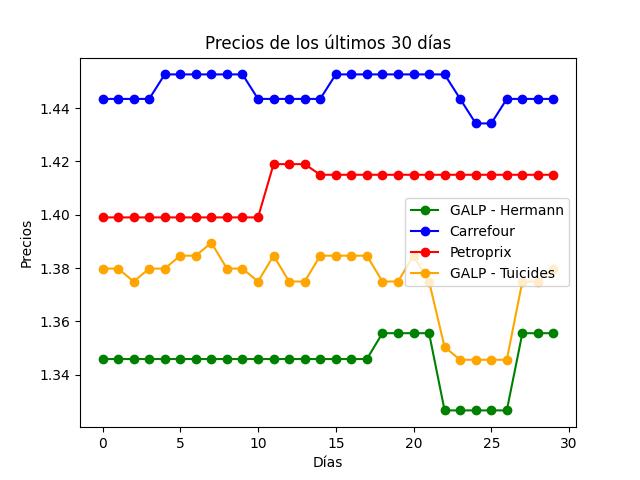 Precios de los últimos 30 días
Precios
1.44
1.42
1.40
1.38
1.36
1.34
GALP - Hermann
Carrefour
Petroprix
GALP - Tuicides
0 5 10 15 20 25 30
Días